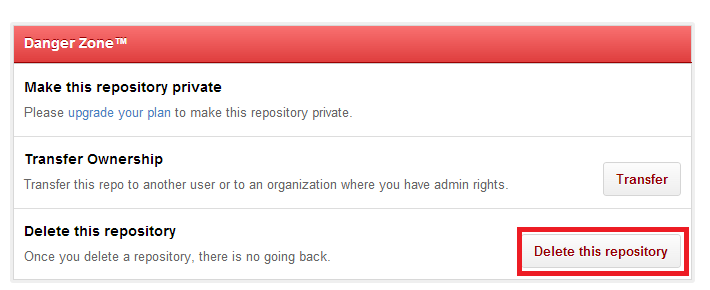 Danger Zone™
Make this repository private
Please upgrade your plan to make this repository private.
Transfer Ownership
Transfer this repo to another user or to an organization where you have admin rights.
Transfer
Delete this repository
Once you delete a repository, there is no going back.
Delete this repository